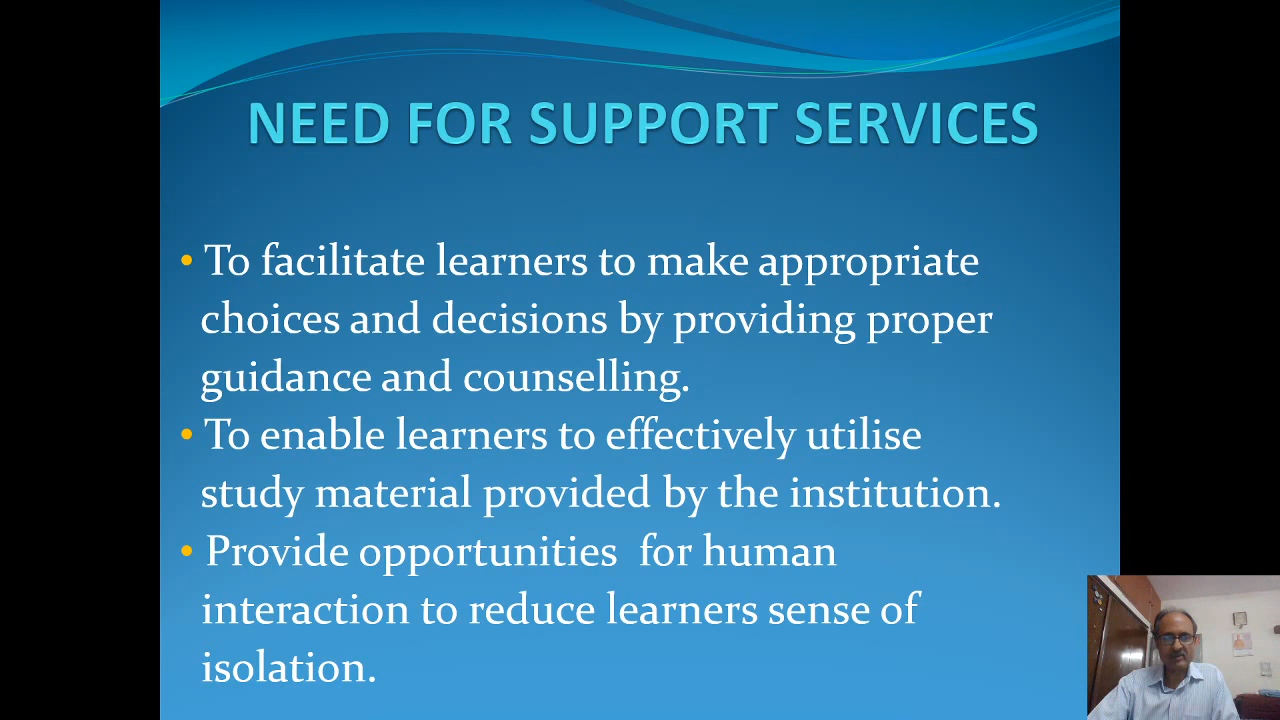 NEED FOR SUPPORT SERVICES
• To facilitate learners to make appropriate
choices and decisions by providing proper
guidance and counselling.
• To enable learners to effectively utilise
study material provided by the institution.
• Provide opportunities  for human
interaction to reduce learners sense of
isolation.